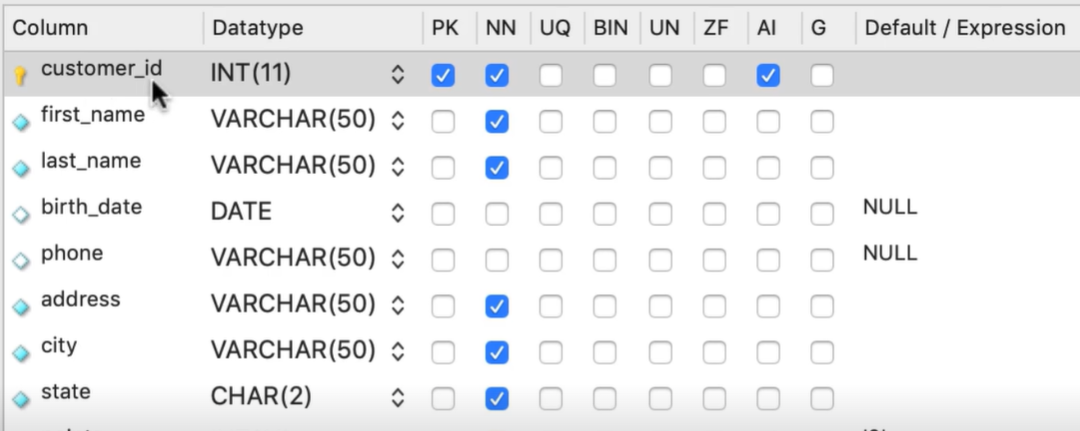 Column Datatype PK NN UQ BIN UN ZF AI G Default / Expression
customer_id INT(11)
first_name VARCHAR(50)
last_name VARCHAR(50)
birth_date DATE NULL
phone VARCHAR(50) NULL
address VARCHAR(50)
city VARCHAR(50)
state CHAR(2)